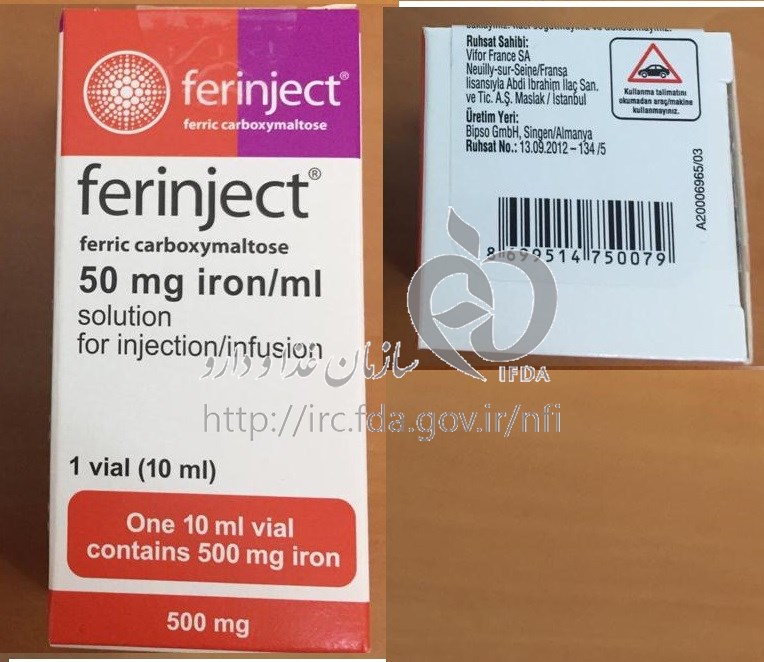 ferinject®
ferric carboxymaltose
ferinject®
ferric carboxymaltose
50 mg iron/ml
solution
for injection/infusion
1 vial (10 ml)
One 10 ml vial
contains 500 mg iron
500 mg
Ruhsat Sahibi:
Vifor France SA
Neuilly-sur-Seine/Fransa
lisansıyla Abdi İbrahim İlaç San.
ve Tic. A.Ş. Maslak / İstanbul
Üretim Yeri:
Bipso GmbH, Singen/Almanya
Ruhsat No.: 13.09.2012 – 134 /5
Kullanma talimatını
okumadan araç/makine
kullanmayınız.
A20006965/03
8 699514 750079
سازمان غذا و دارو
IFDA
http://irc.fda.gov.ir/nfi